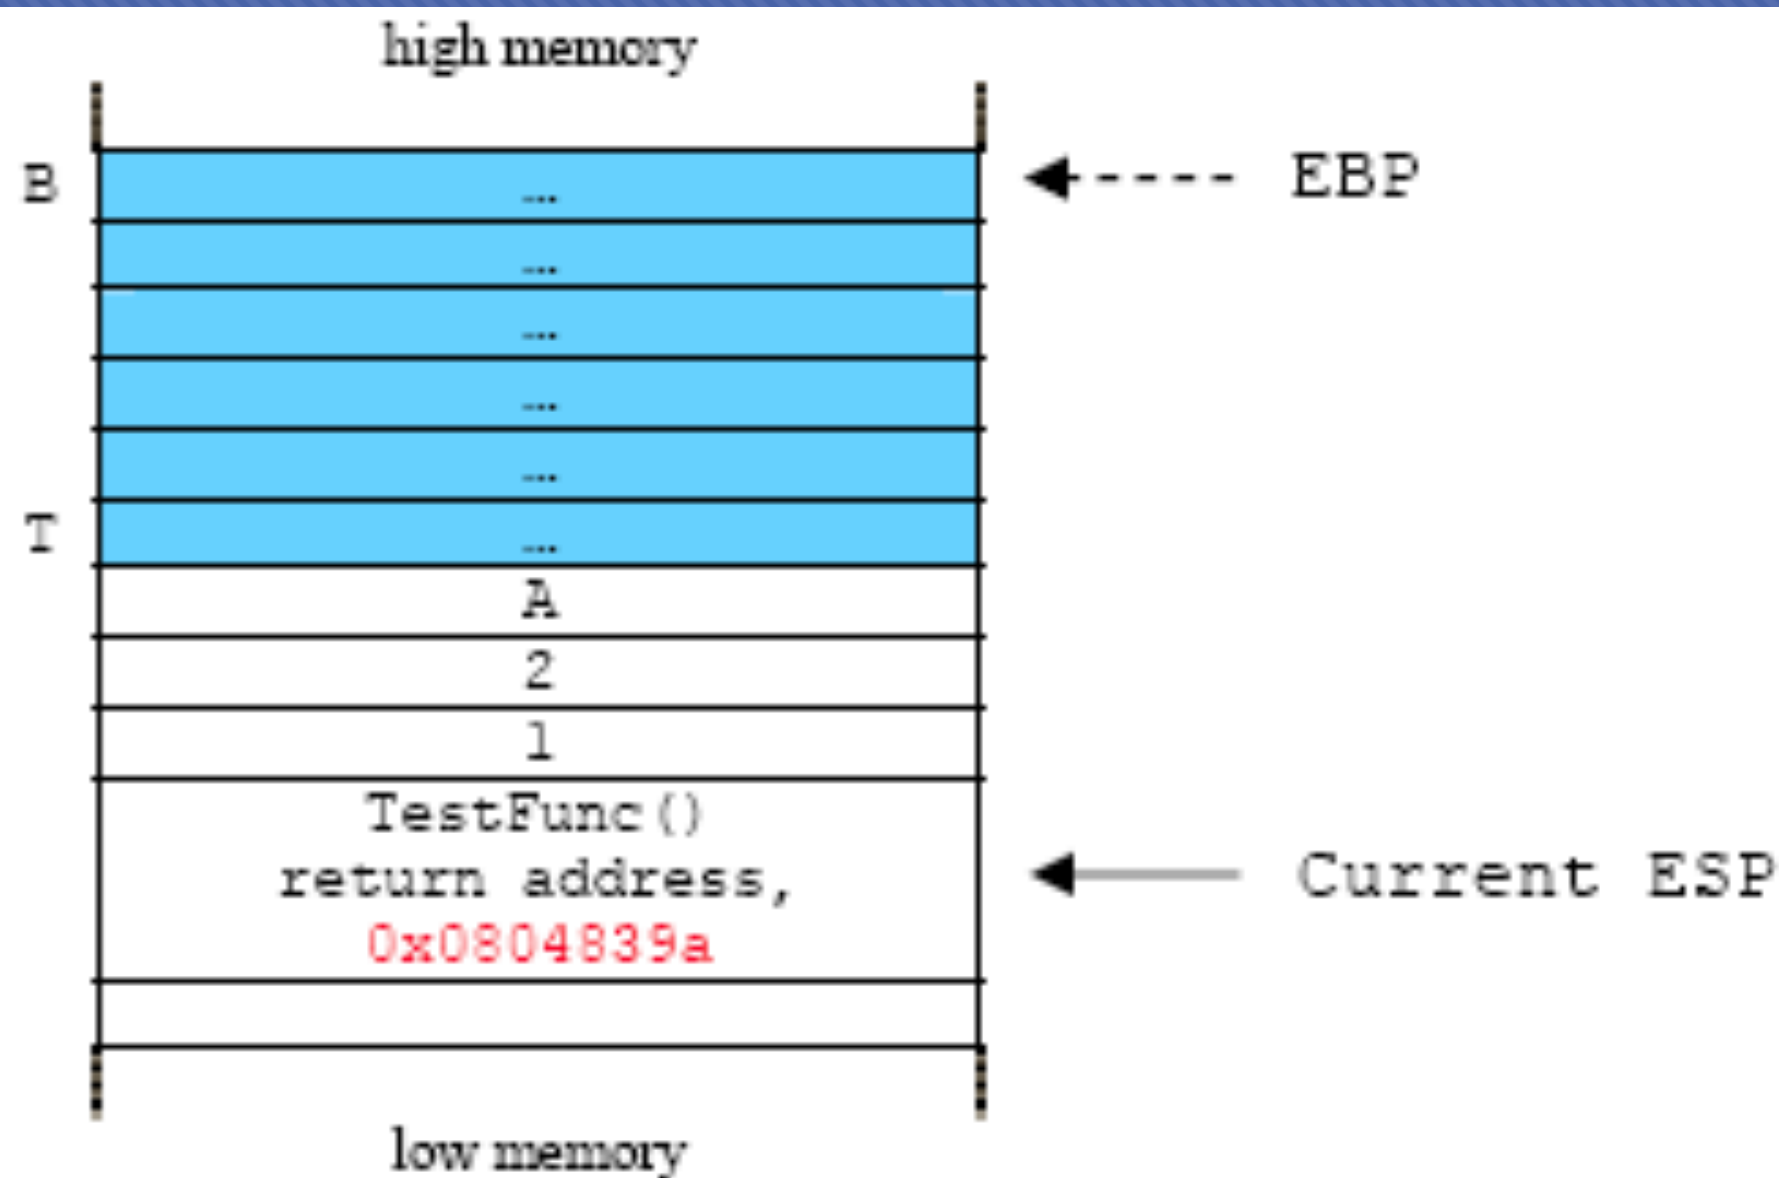 high memory
B
...
EBP
...
...
...
...
T
...
A
2
1
TestFunc()
return address,
0x0804839a
Current ESP
low memory